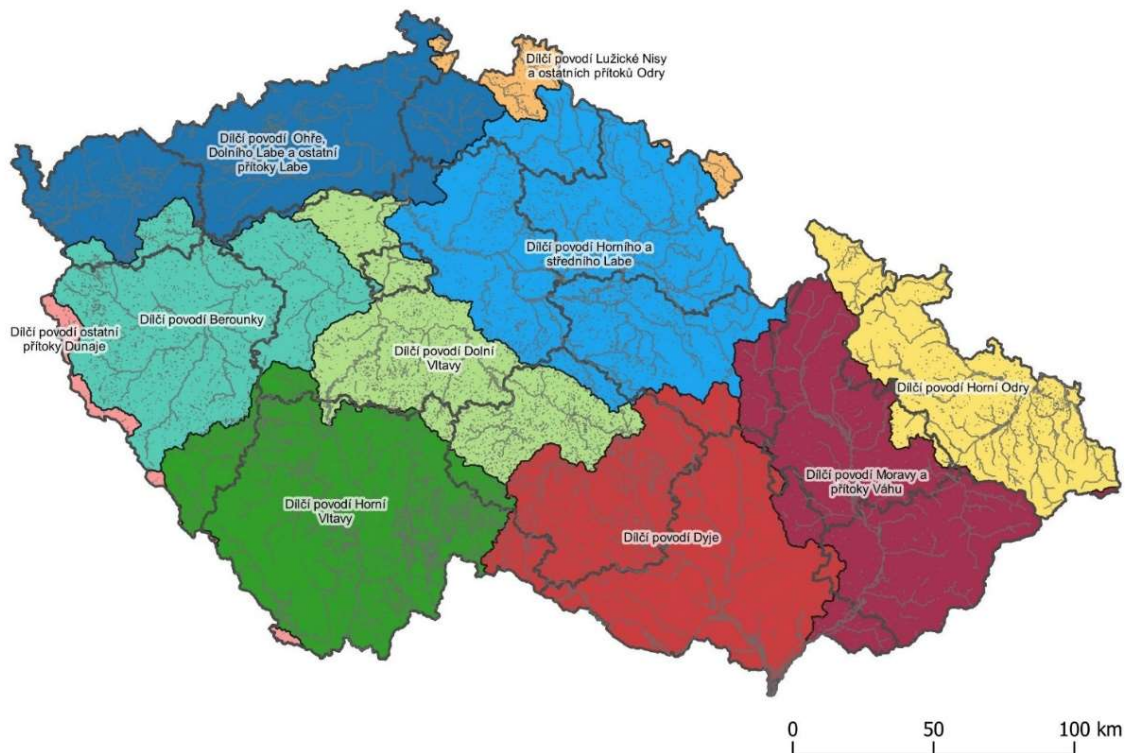 Dílčí povodí Lužické Nisy
a ostatních přítoků Odry
Dílčí povodí Ohře,
Dolního Labe a ostatní
přítoky Labe
Dílčí povodí Horního a
středního Labe
Dílčí povodí ostatní
přítoky Dunaje
Dílčí povodí Berounky
Dílčí povodí Dolní
Vltavy
Dílčí povodí Horní Odry
Dílčí povodí Moravy a
přítoky Váhu
Dílčí povodí Horní
Vltavy
Dílčí povodí Dyje
0 50 100 km